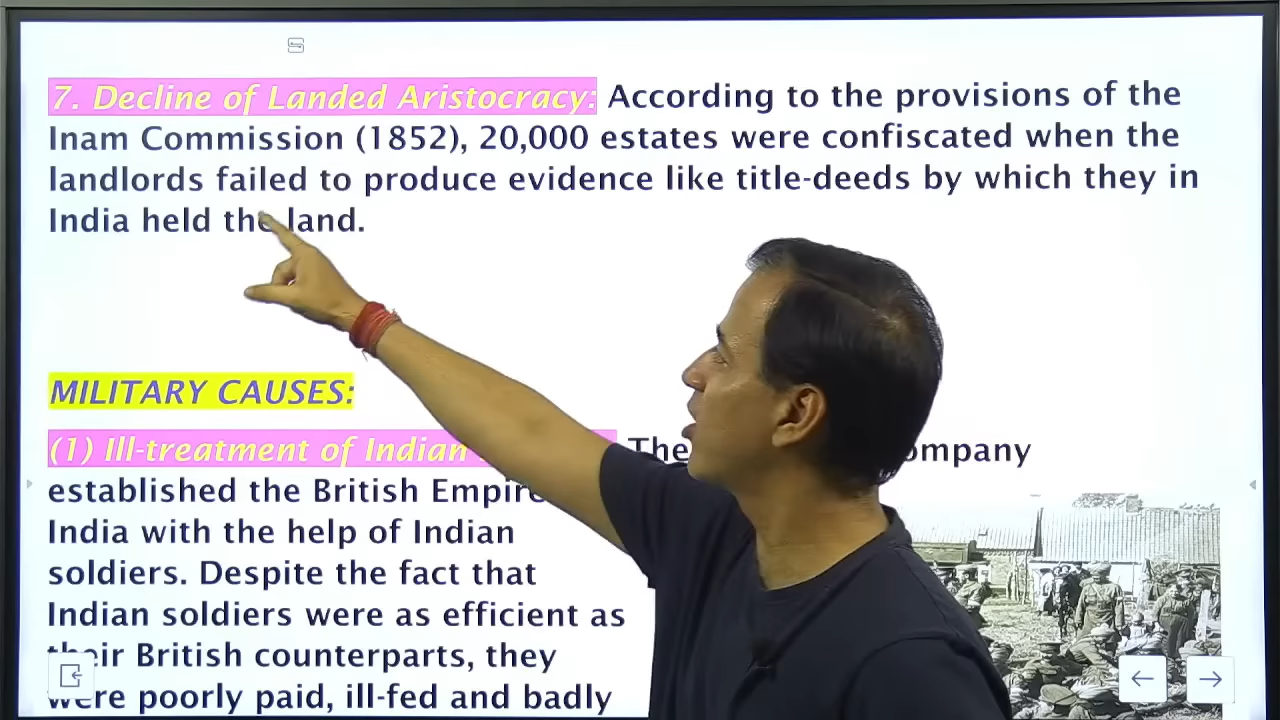 7. Decline of Landed Aristocracy: According to the provisions of the
Inam Commission (1852), 20,000 estates were confiscated when the
landlords failed to produce evidence like title-deeds by which they in
India held the land.
MILITARY CAUSES:
(1) Ill-treatment of Indian The ompany
established the British Empire
India with the help of Indian
soldiers. Despite the fact that
Indian soldiers were as efficient as
their British counterparts, they
were poorly paid, ill-fed and badly